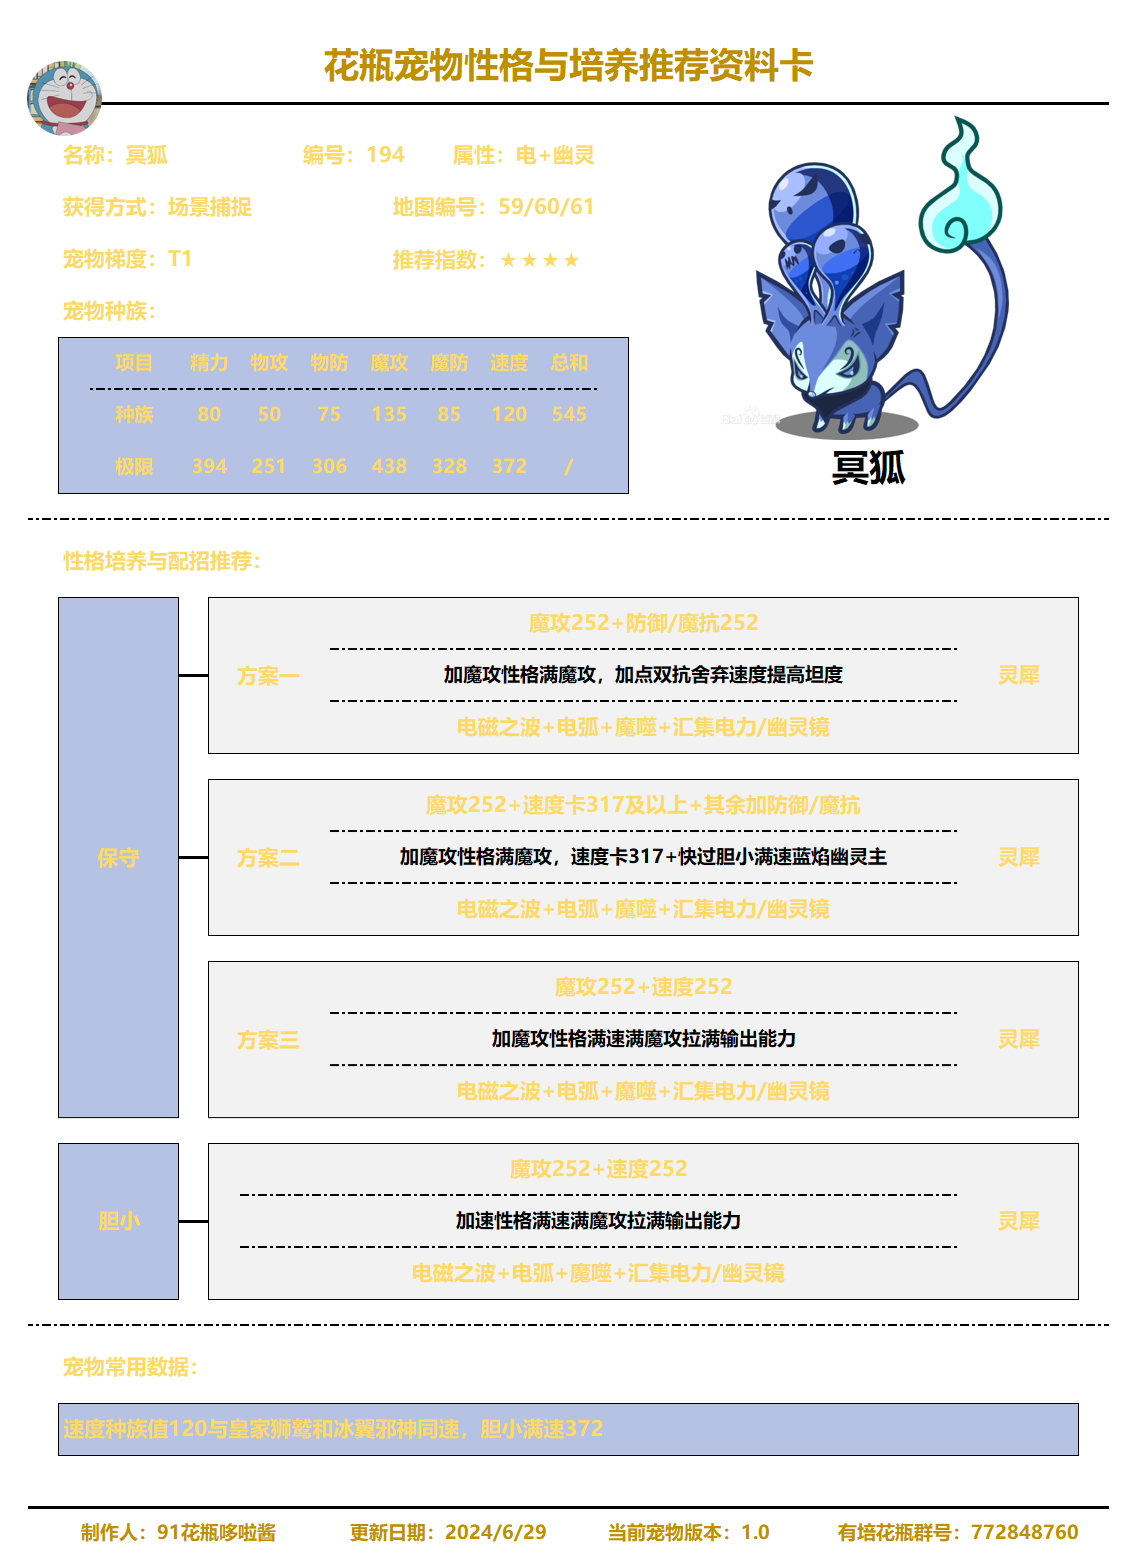 花瓶宠物性格与培养推荐资料卡
名称：冥狐 编号：194 属性：电+幽灵
获得方式：场景捕捉 地图编号：59/60/61
宠物梯度：T1 推荐指数：★★★★
宠物种族：
项目 精力 物攻 物防 魔攻 魔防 速度 总和
种族 80 50 75 135 85 120 545
极限 394 251 306 438 328 372 /
冥狐
性格培养与配招推荐：
保守
方案一
魔攻252+防御/魔抗252
加魔攻性格满魔攻，加点双抗舍弃速度提高坦度
电磁之波+电弧+魔噬+汇集电力/幽灵镜
灵犀
方案二
魔攻252+速度卡317及以上+其余加防御/魔抗
加魔攻性格满魔攻，速度卡317+快过胆小满速蓝焰幽灵主
电磁之波+电弧+魔噬+汇集电力/幽灵镜
灵犀
方案三
魔攻252+速度252
加魔攻性格满速满魔攻拉满输出能力
电磁之波+电弧+魔噬+汇集电力/幽灵镜
灵犀
胆小
魔攻252+速度252
加速性格满速满魔攻拉满输出能力
电磁之波+电弧+魔噬+汇集电力/幽灵镜
灵犀
宠物常用数据：
速度种族值120与皇家狮鹫和冰翼邪神同速，胆小满速372
制作人：91花瓶哆啦酱 更新日期：2024/6/29 当前宠物版本：1.0 有培花瓶群号：772848760